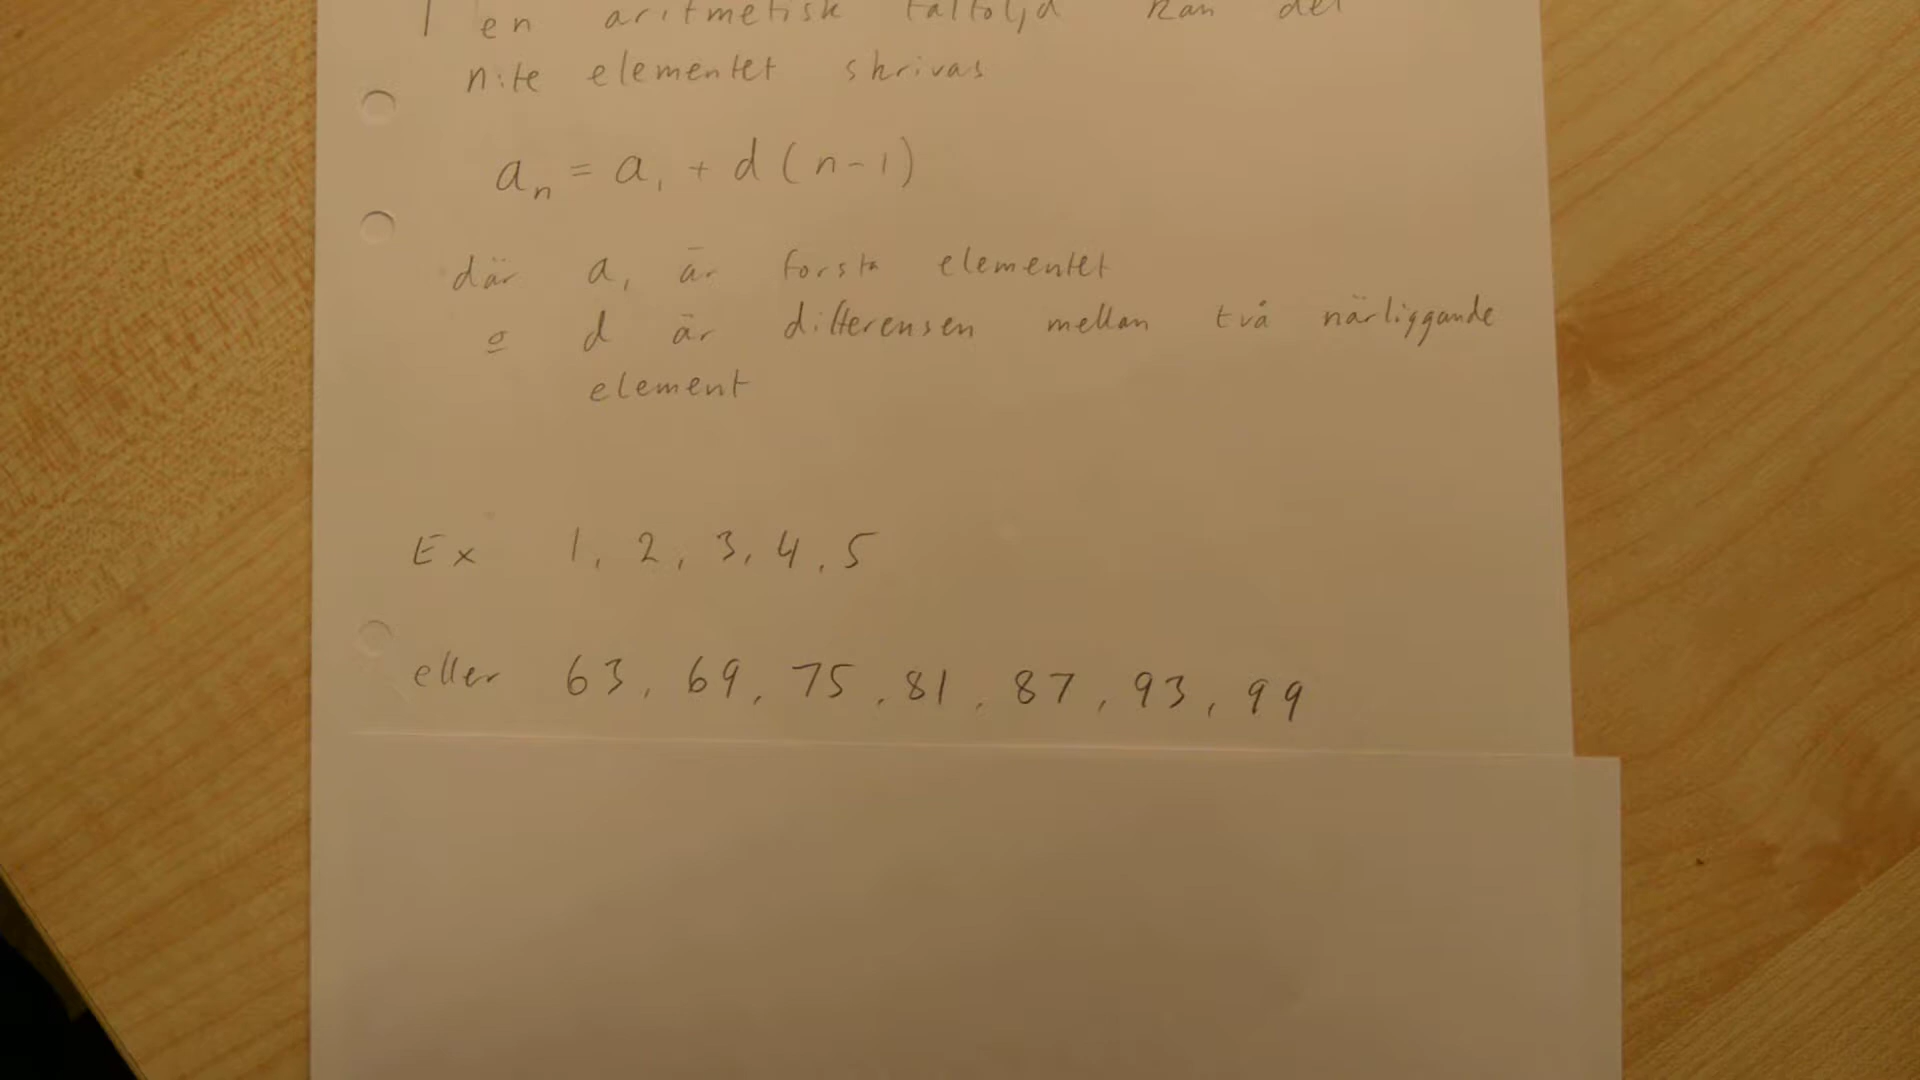 I en aritmetisk talföljd kan det
n:te elementet skrivas
aₙ = a₁ + d(n-1)
där a₁ är första elementet
o d är differensen mellan två närliggande
element
Ex 1, 2, 3, 4, 5
eller 63, 69, 75, 81, 87, 93, 99